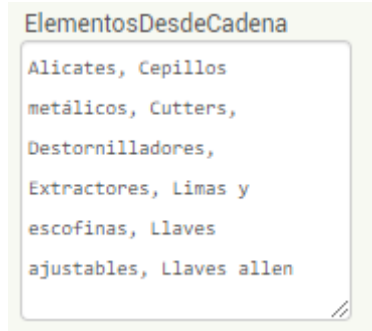 ElementosDesdeCadena
Alicates, Cepillos
metálicos, Cutters,
Destornilladores,
Extractores, Limas y
escofinas, Llaves
ajustables, Llaves allen